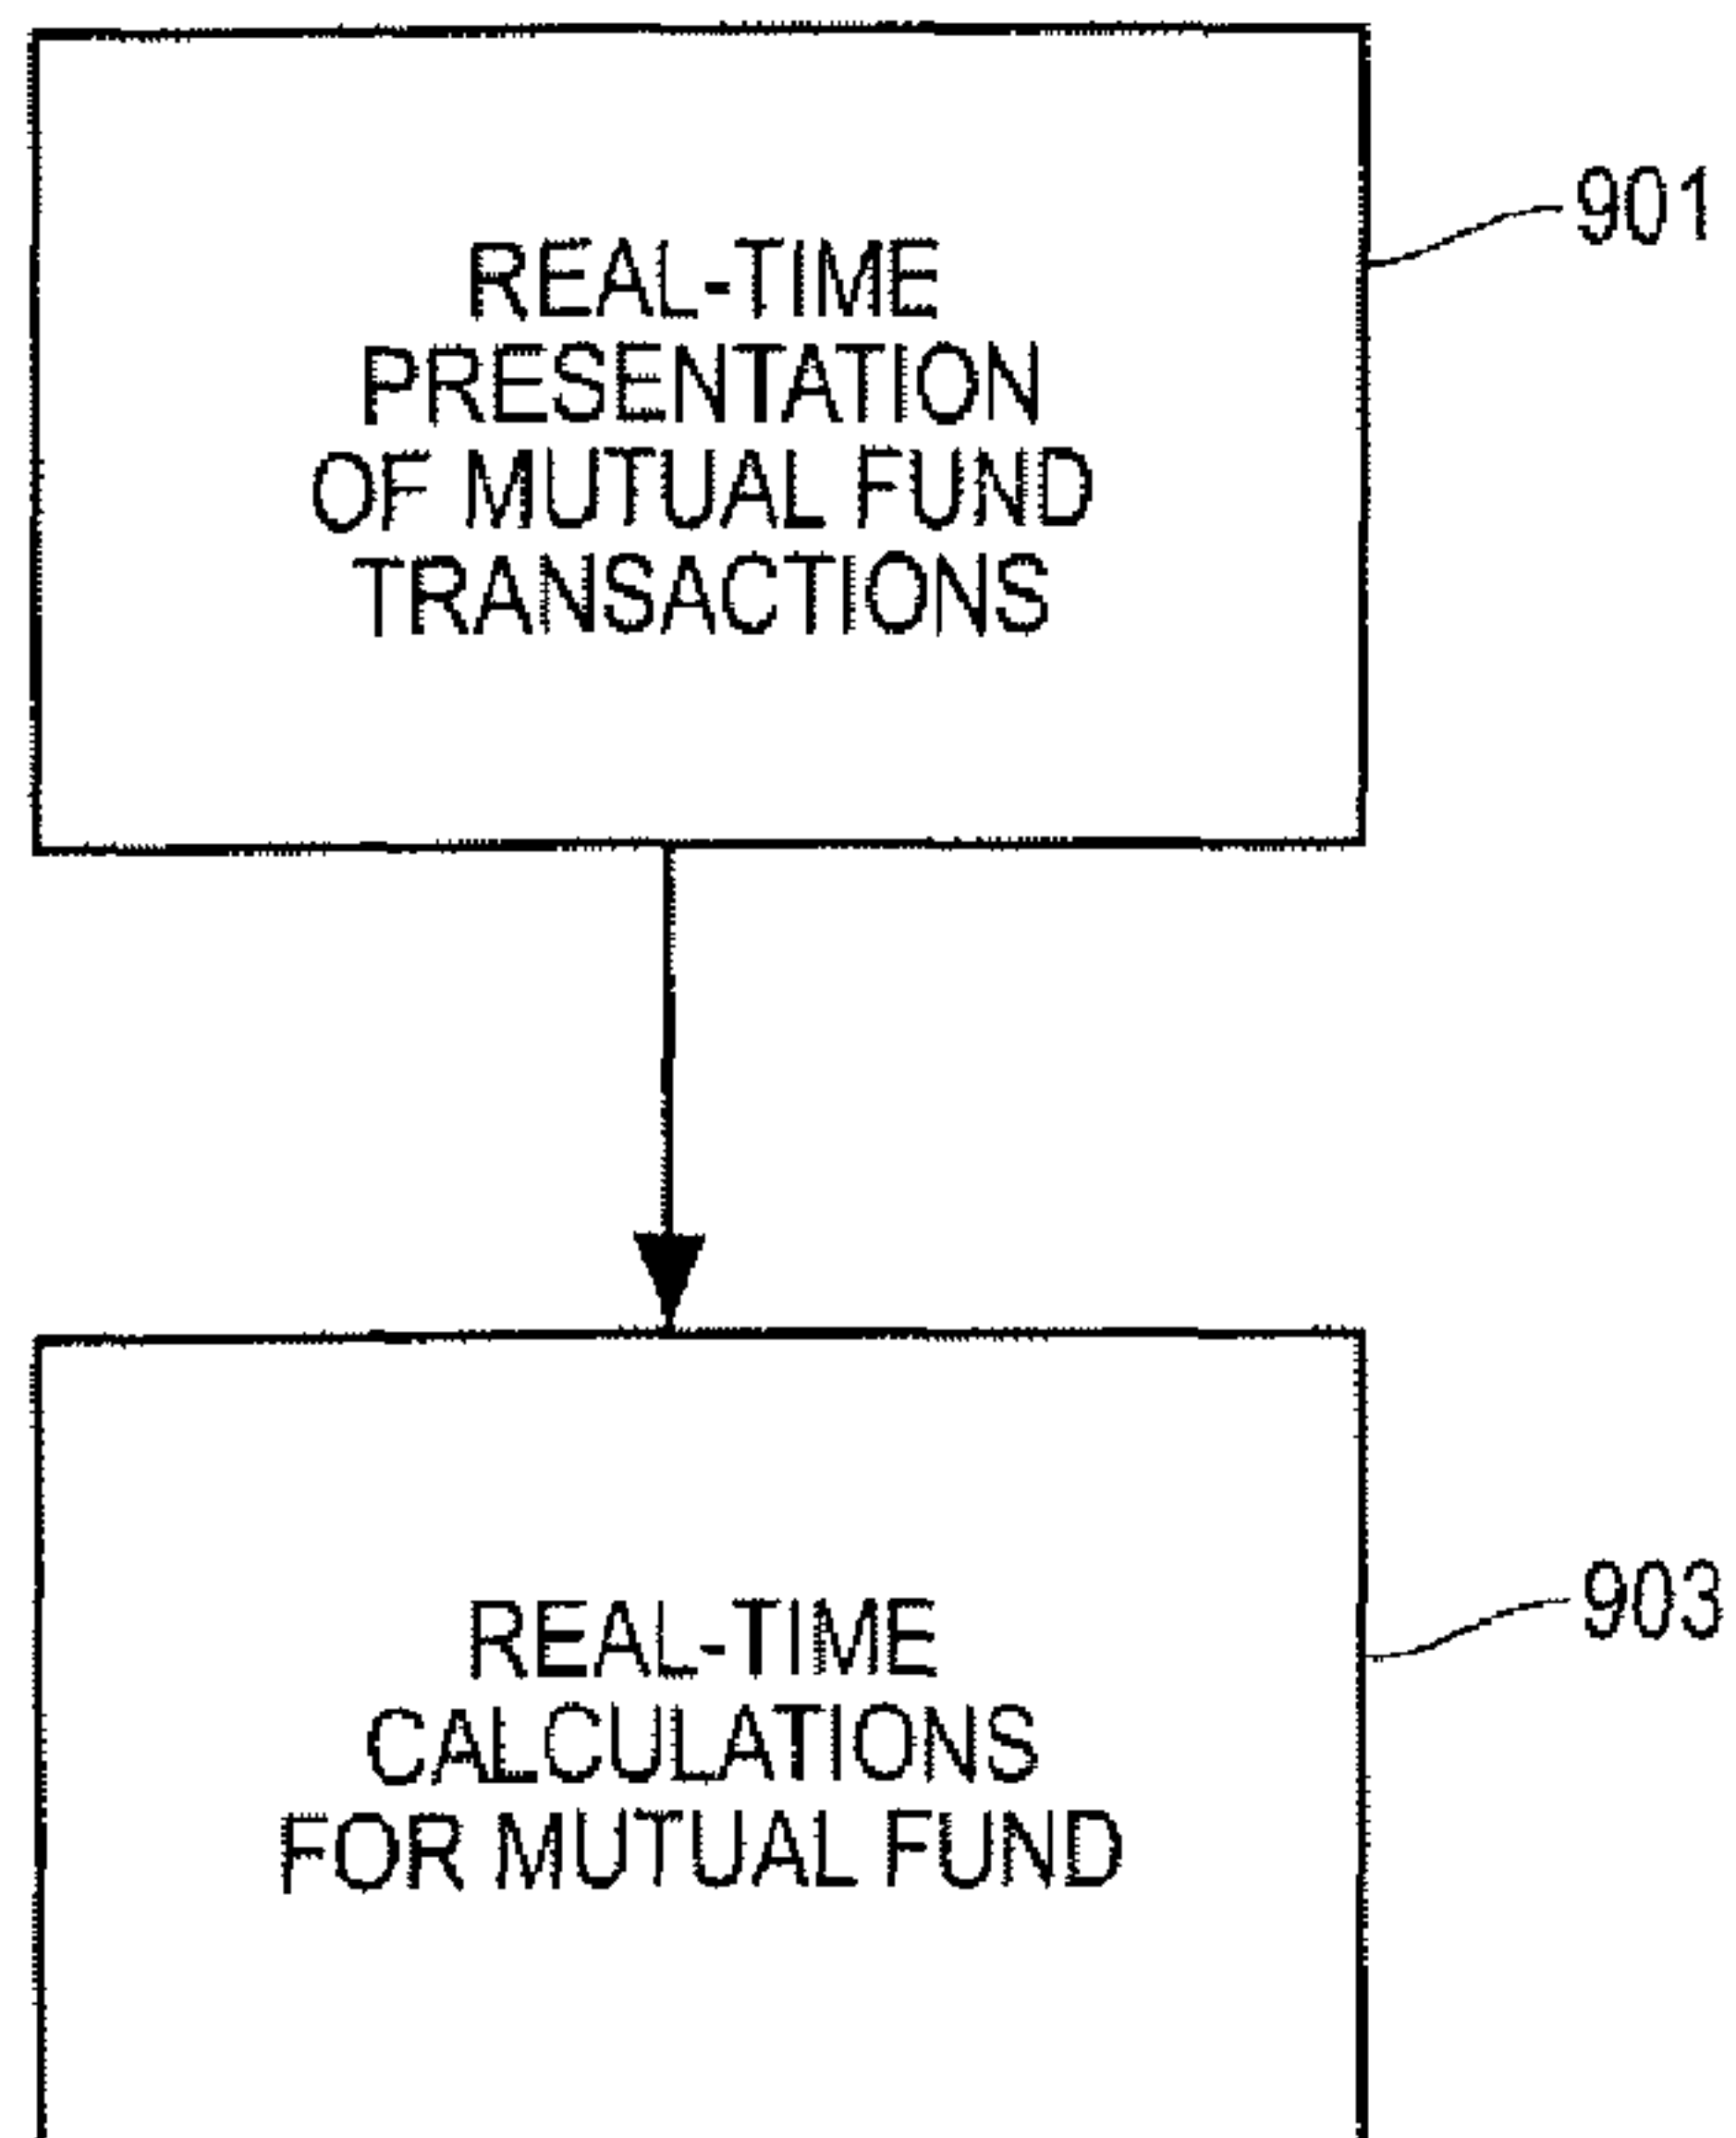 901
REAL-TIME
PRESENTATION
OF MUTUAL FUND
TRANSACTIONS
903
REAL-TIME
CALCULATIONS
FOR MUTUAL FUND